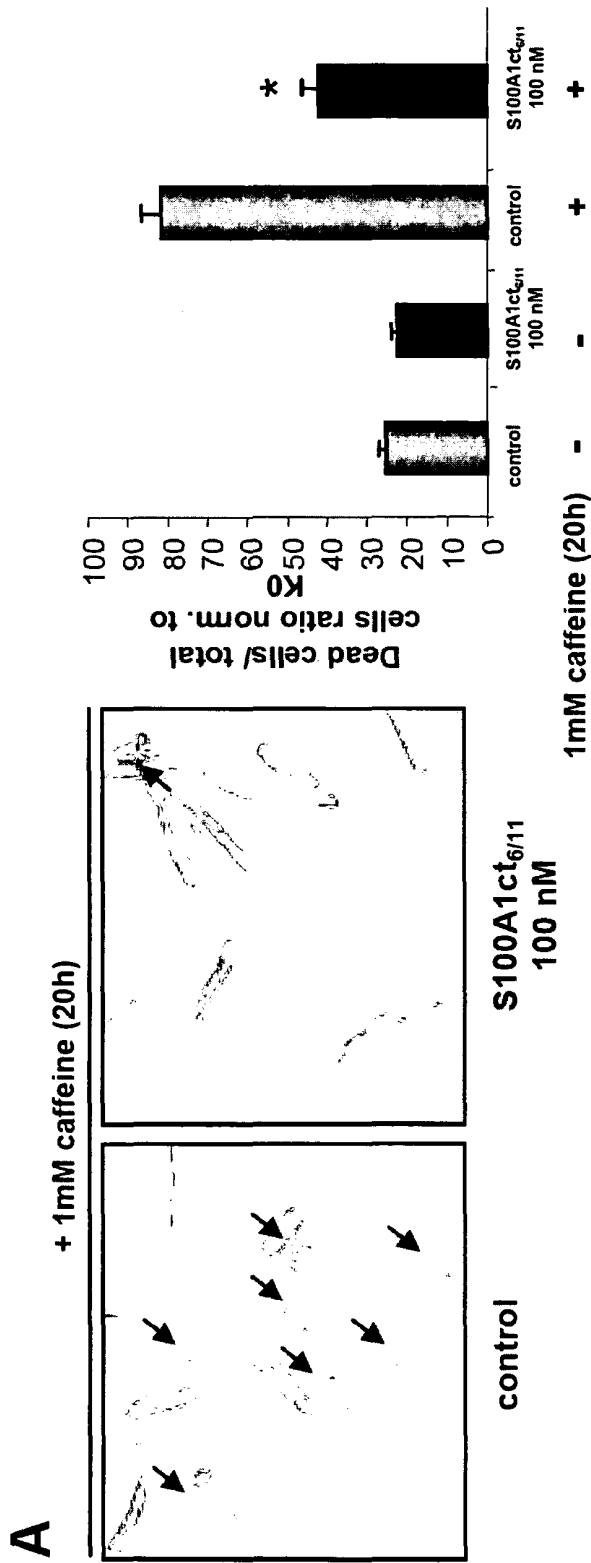 A
+ 1mM caffeine (20h)
control
S100A1ct6/11
100 nM
Dead cells/ total
cells ratio norm. to
K0
100
90
80
70
60
50
40
30
20
10
0
control
S100A1ct6/11
100 nM
control
S100A1ct6/11
100 nM
*
1mM caffeine (20h)
- - + +